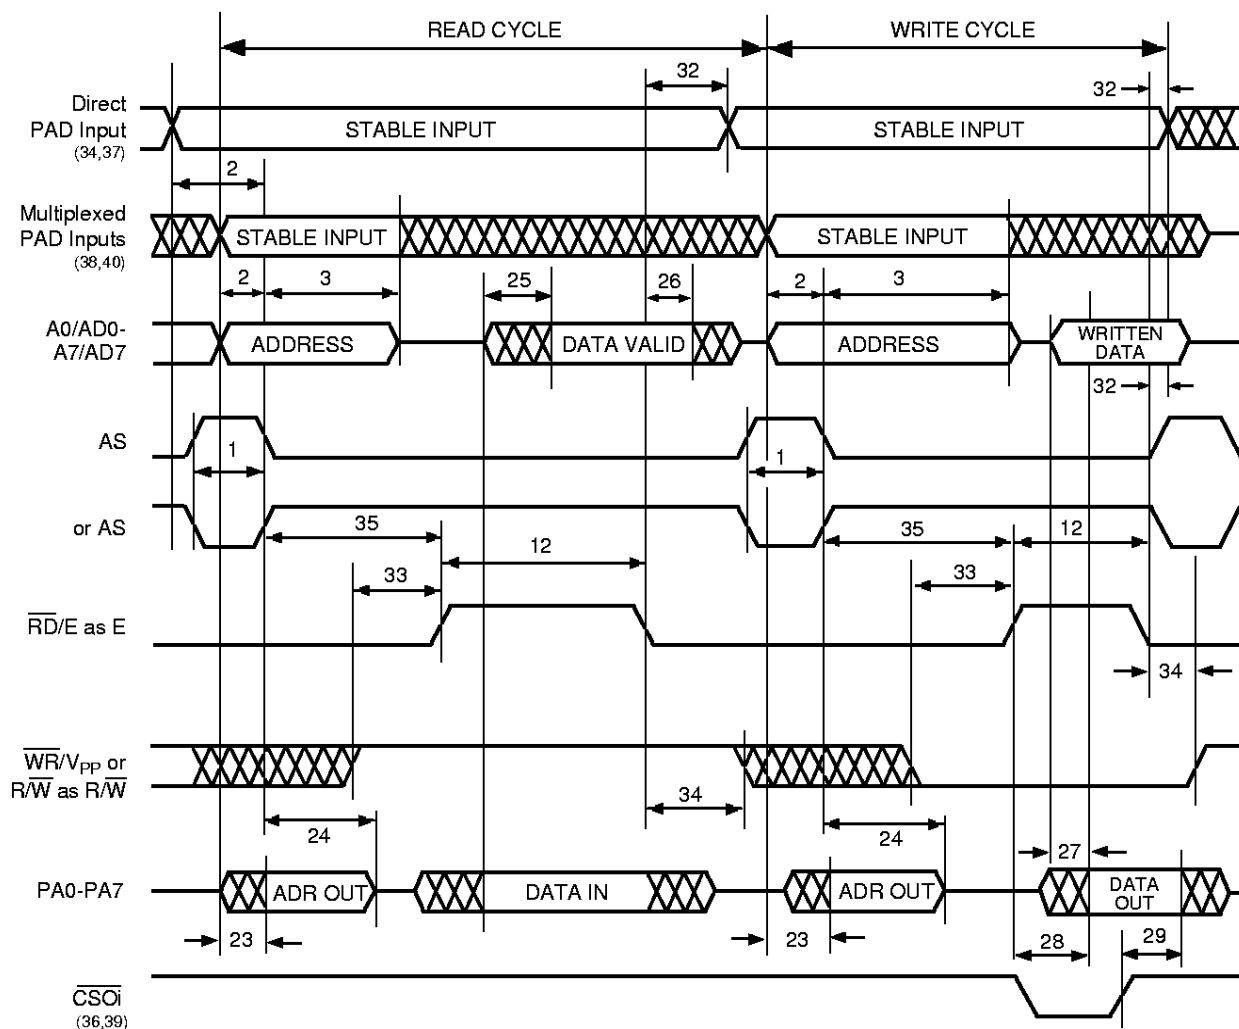 READ CYCLE WRITE CYCLE
32 32
Direct
PAD Input
(34,37)
STABLE INPUT STABLE INPUT
2
Multiplexed
PAD Inputs
(38,40)
STABLE INPUT STABLE INPUT
2 3 25 26 2 3
A0/AD0-
A7/AD7
ADDRESS DATA VALID ADDRESS WRITTEN
DATA
32
AS
1 1
or AS
35 12 35 12
33 33
R̅D̅/E as E
34
W̅R̅/VPP or
R/W̅ as R/W̅
34
24 24
27
PA0-PA7
ADR OUT DATA IN ADR OUT DATA
OUT
23 23 28 29
C̅S̅O̅i̅
(36,39)